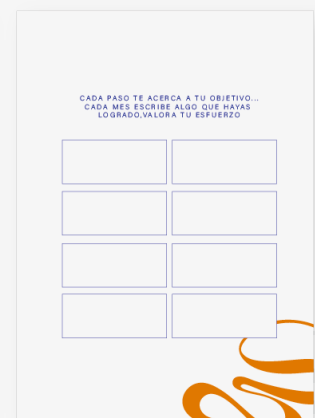 CADA PASO TE ACERCA A TU OBJETIVO...
CADA MES ESCRIBE ALGO QUE HAYAS
LOGRADO,VALORA TU ESFUERZO